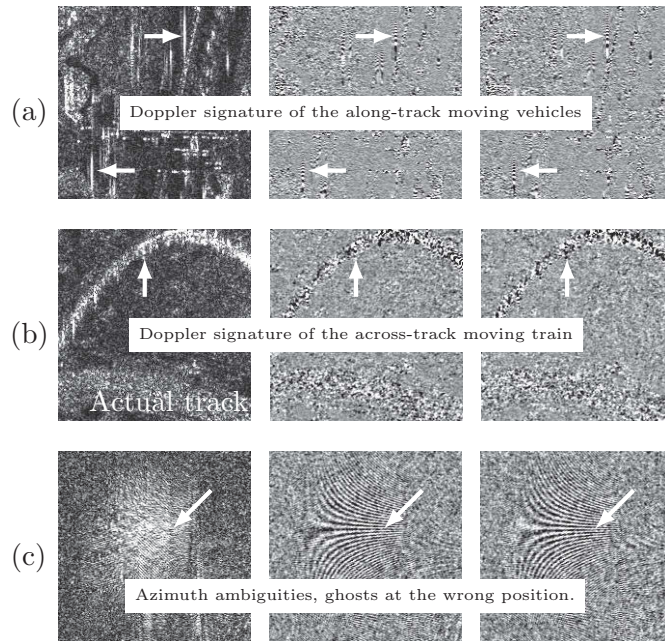 (a)
Doppler signature of the along-track moving vehicles
(b)
Doppler signature of the across-track moving train
Actual track
(c)
Azimuth ambiguities, ghosts at the wrong position.